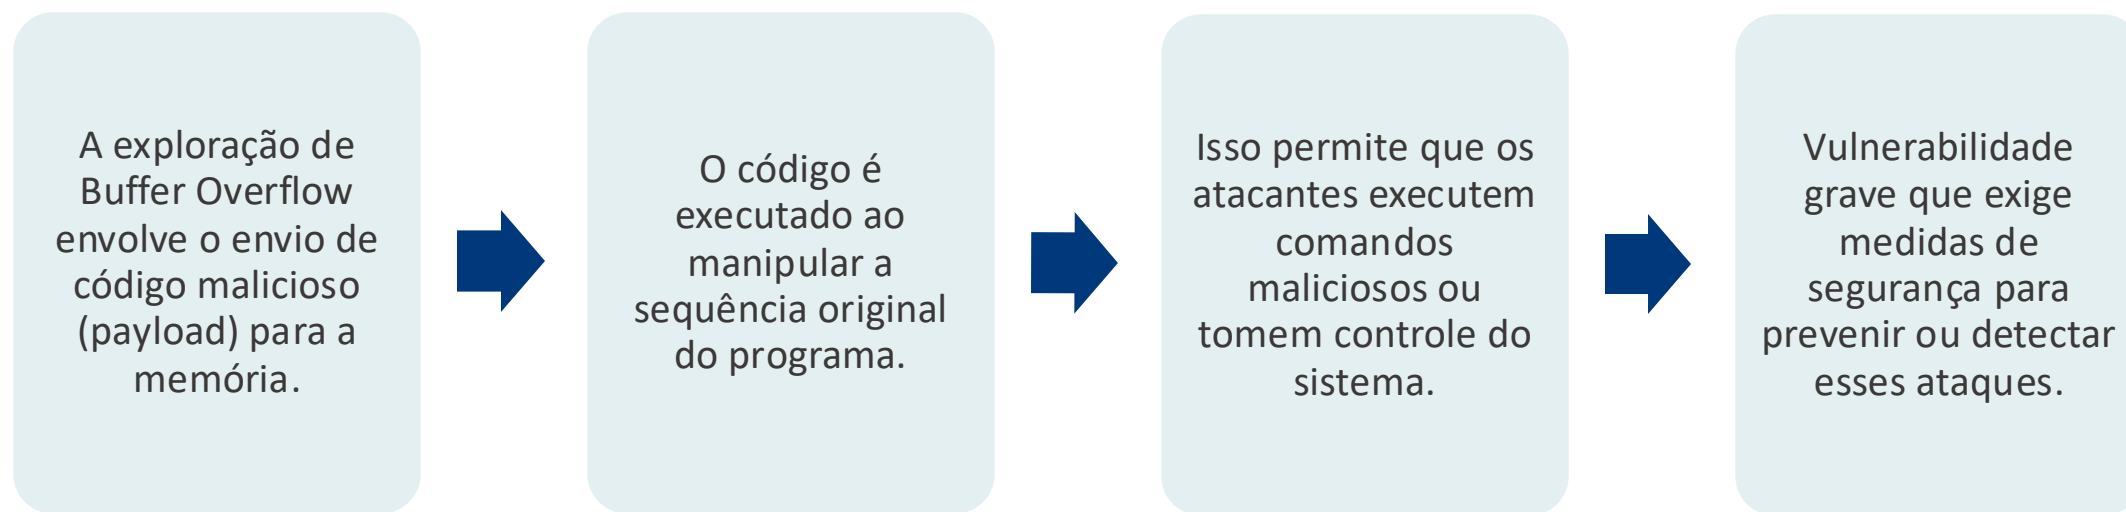 A exploração de
Buffer Overflow
envolve o envio de
código malicioso
(payload) para a
memória.
O código é
executado ao
manipular a
sequência original
do programa.
Isso permite que os
atacantes executem
comandos
maliciosos ou
tomem controle do
sistema.
Vulnerabilidade
grave que exige
medidas de
segurança para
prevenir ou detectar
esses ataques.